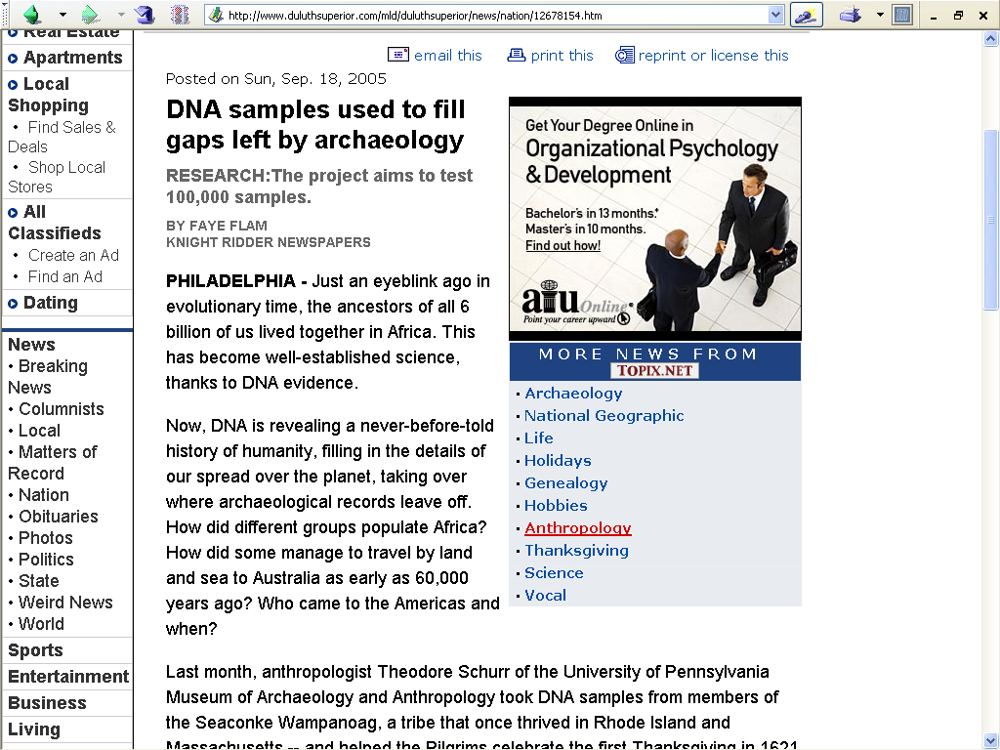 http://www.duluthsuperior.com/mld/duluthsuperior/news/nation/12678154.htm
Real Estate
Apartments
Local
Shopping
• Find Sales &
Deals
• Shop Local
Stores
All
Classifieds
• Create an Ad
• Find an Ad
Dating
News
• Breaking
News
• Columnists
• Local
• Matters of
Record
• Nation
• Obituaries
• Photos
• Politics
• State
• Weird News
• World
Sports
Entertainment
Business
Living
email this
print this
reprint or license this
Posted on Sun, Sep. 18, 2005
DNA samples used to fill
gaps left by archaeology
RESEARCH:The project aims to test
100,000 samples.
BY FAYE FLAM
KNIGHT RIDDER NEWSPAPERS
PHILADELPHIA - Just an eyeblink ago in
evolutionary time, the ancestors of all 6
billion of us lived together in Africa. This
has become well-established science,
thanks to DNA evidence.
Now, DNA is revealing a never-before-told
history of humanity, filling in the details of
our spread over the planet, taking over
where archaeological records leave off.
How did different groups populate Africa?
How did some manage to travel by land
and sea to Australia as early as 60,000
years ago? Who came to the Americas and
when?
Last month, anthropologist Theodore Schurr of the University of Pennsylvania
Museum of Archaeology and Anthropology took DNA samples from members of
the Seaconke Wampanoag, a tribe that once thrived in Rhode Island and
Massachusetts -- and helped the Pilgrims celebrate the first Thanksgiving in 1621
Get Your Degree Online in
Organizational Psychology
& Development
Bachelor's in 13 months.*
Master's in 10 months.
Find out how!
aiu Online®
Point your career upward
MORE NEWS FROM
TOPIX.NET
· Archaeology
· National Geographic
· Life
· Holidays
· Genealogy
· Hobbies
· Anthropology
· Thanksgiving
· Science
· Vocal